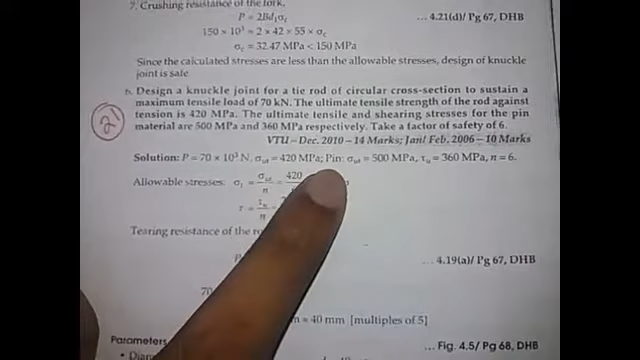 7. Crushing resistance of the fork,
P = 2Bd₁σc
... 4.21(d)/ Pg 67, DHB
150 × 10³ = 2 × 42 × 55 × σc
σc = 32.47 MPa < 150 MPa
Since the calculated stresses are less than the allowable stresses, design of knuckle
joint is safe
6. Design a knuckle joint for a tie rod of circular cross-section to sustain a
maximum tensile load of 70 kN. The ultimate tensile strength of the rod against
tension is 420 MPa. The ultimate tensile and shearing stresses for the pin
material are 500 MPa and 360 MPa respectively. Take a factor of safety of 6.
VTU – Dec. 2010 – 14 Marks; Jan/ Feb. 2006 – 10 Marks
Solution: P = 70 × 10³ N, σut = 420 MPa; Pin: σut = 500 MPa, τu = 360 MPa, n = 6.
Allowable stresses: σt = σut/n = 420
τ = τu/n =
Tearing resistance of the
... 4.19(a)/ Pg 67, DHB
70
= 40 mm [multiples of 5]
Parameters
... Fig. 4.5/ Pg 68, DHB
21